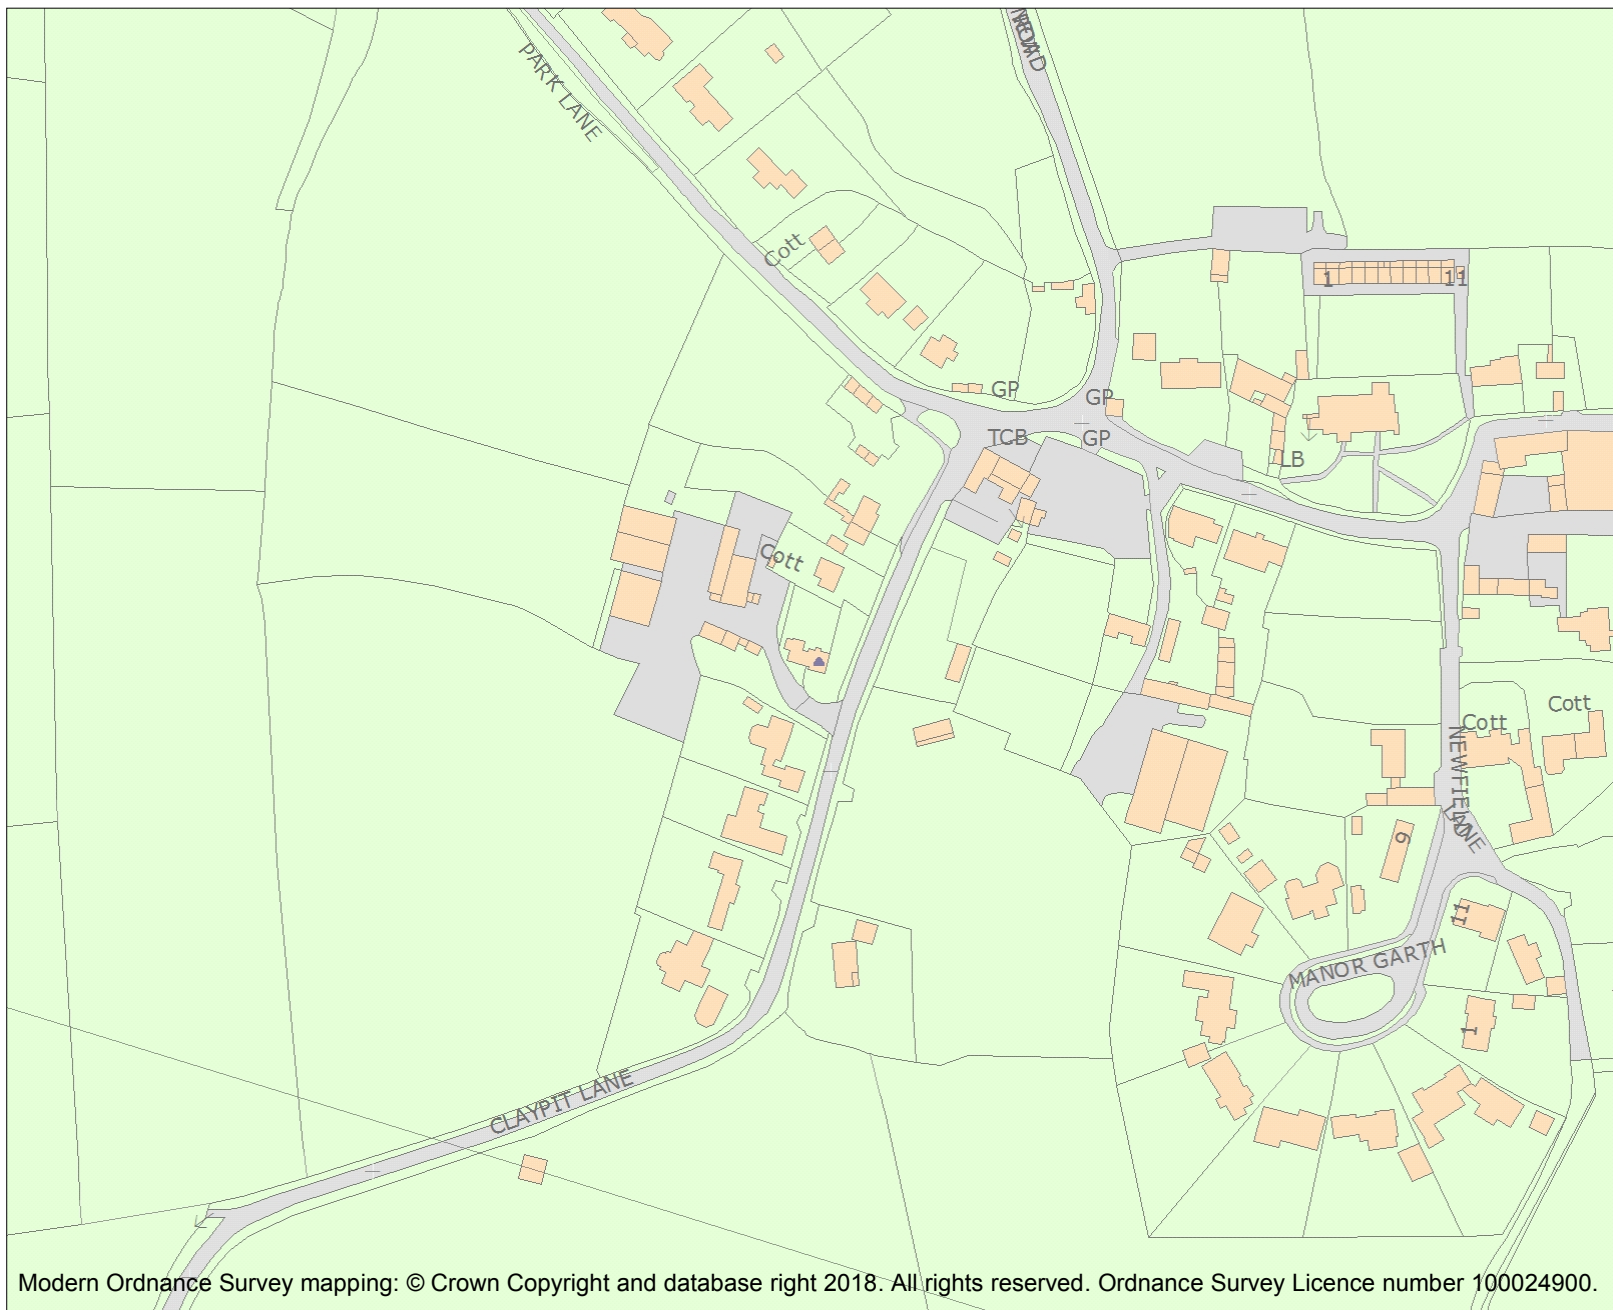 ROAD
PARK LANE
Cott
1
11
GP
GP
TCB
GP
LB
Cott
Cott
Cott
NEWFIELD
LANE
9
11
MANOR GARTH
1
CLAYPIT LANE
Modern Ordnance Survey mapping: © Crown Copyright and database right 2018. All rights reserved. Ordnance Survey Licence number 100024900.